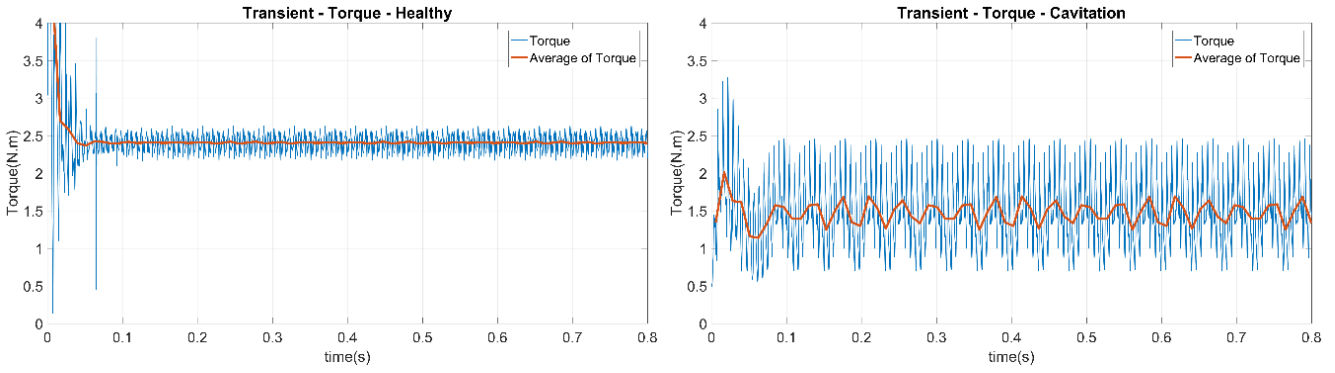 Transient - Torque - Healthy
4
3.5
3
2.5
2
1.5
1
0.5
0
Torque(N.m)
Torque
Average of Torque
0 0.1 0.2 0.3 0.4 0.5 0.6 0.7 0.8
time(s)
Transient - Torque - Cavitation
4
3.5
3
2.5
2
1.5
1
0.5
0
Torque(N.m)
Torque
Average of Torque
0 0.1 0.2 0.3 0.4 0.5 0.6 0.7 0.8
time(s)